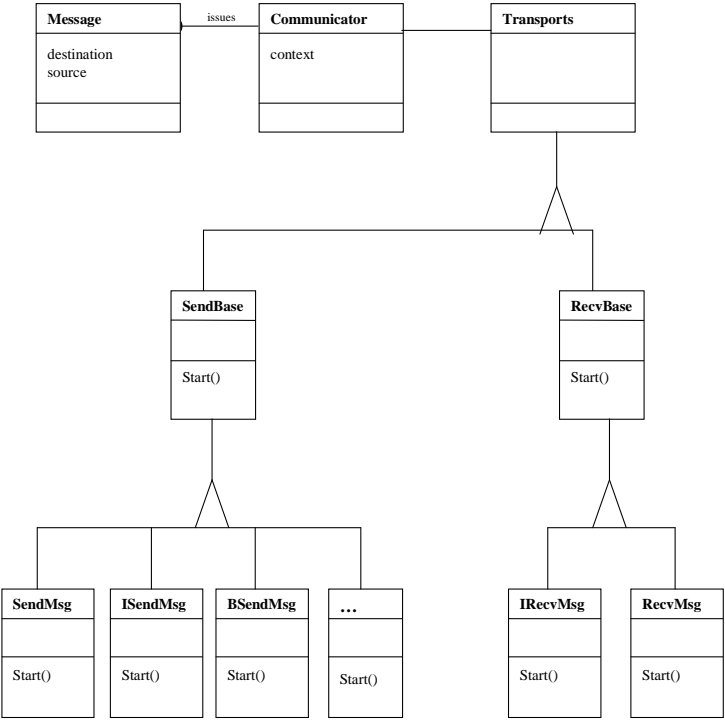 Message
destination
source
issues
Communicator
context
Transports
SendBase
Start()
RecvBase
Start()
SendMsg
Start()
ISendMsg
Start()
BSendMsg
Start()
...
Start()
IRecvMsg
Start()
RecvMsg
Start()